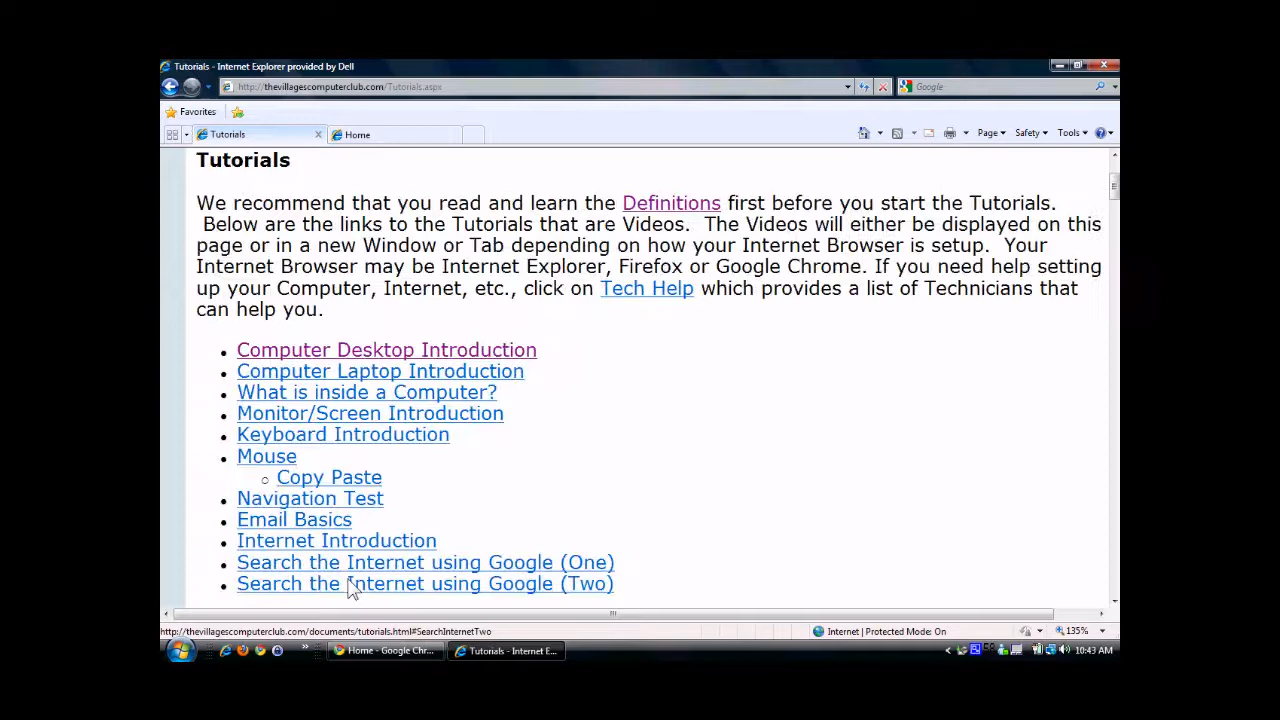 Tutorials - Internet Explorer provided by Dell
http://thevillagescomputerclub.com/Tutorials.aspx
Google
Favorites
Tutorials
Home
Page
Safety
Tools
Tutorials
We recommend that you read and learn the Definitions first before you start the Tutorials.
Below are the links to the Tutorials that are Videos. The Videos will either be displayed on this
page or in a new Window or Tab depending on how your Internet Browser is setup. Your
Internet Browser may be Internet Explorer, Firefox or Google Chrome. If you need help setting
up your Computer, Internet, etc., click on Tech Help which provides a list of Technicians that
can help you.
Computer Desktop Introduction
Computer Laptop Introduction
What is inside a Computer?
Monitor/Screen Introduction
Keyboard Introduction
Mouse
Copy Paste
Navigation Test
Email Basics
Internet Introduction
Search the Internet using Google (One)
Search the Internet using Google (Two)
http://thevillagescomputerclub.com/documents/tutorials.html#SearchInternetTwo
Internet | Protected Mode: On
135%
Home - Google Chr...
Tutorials - Internet E...
10:43 AM